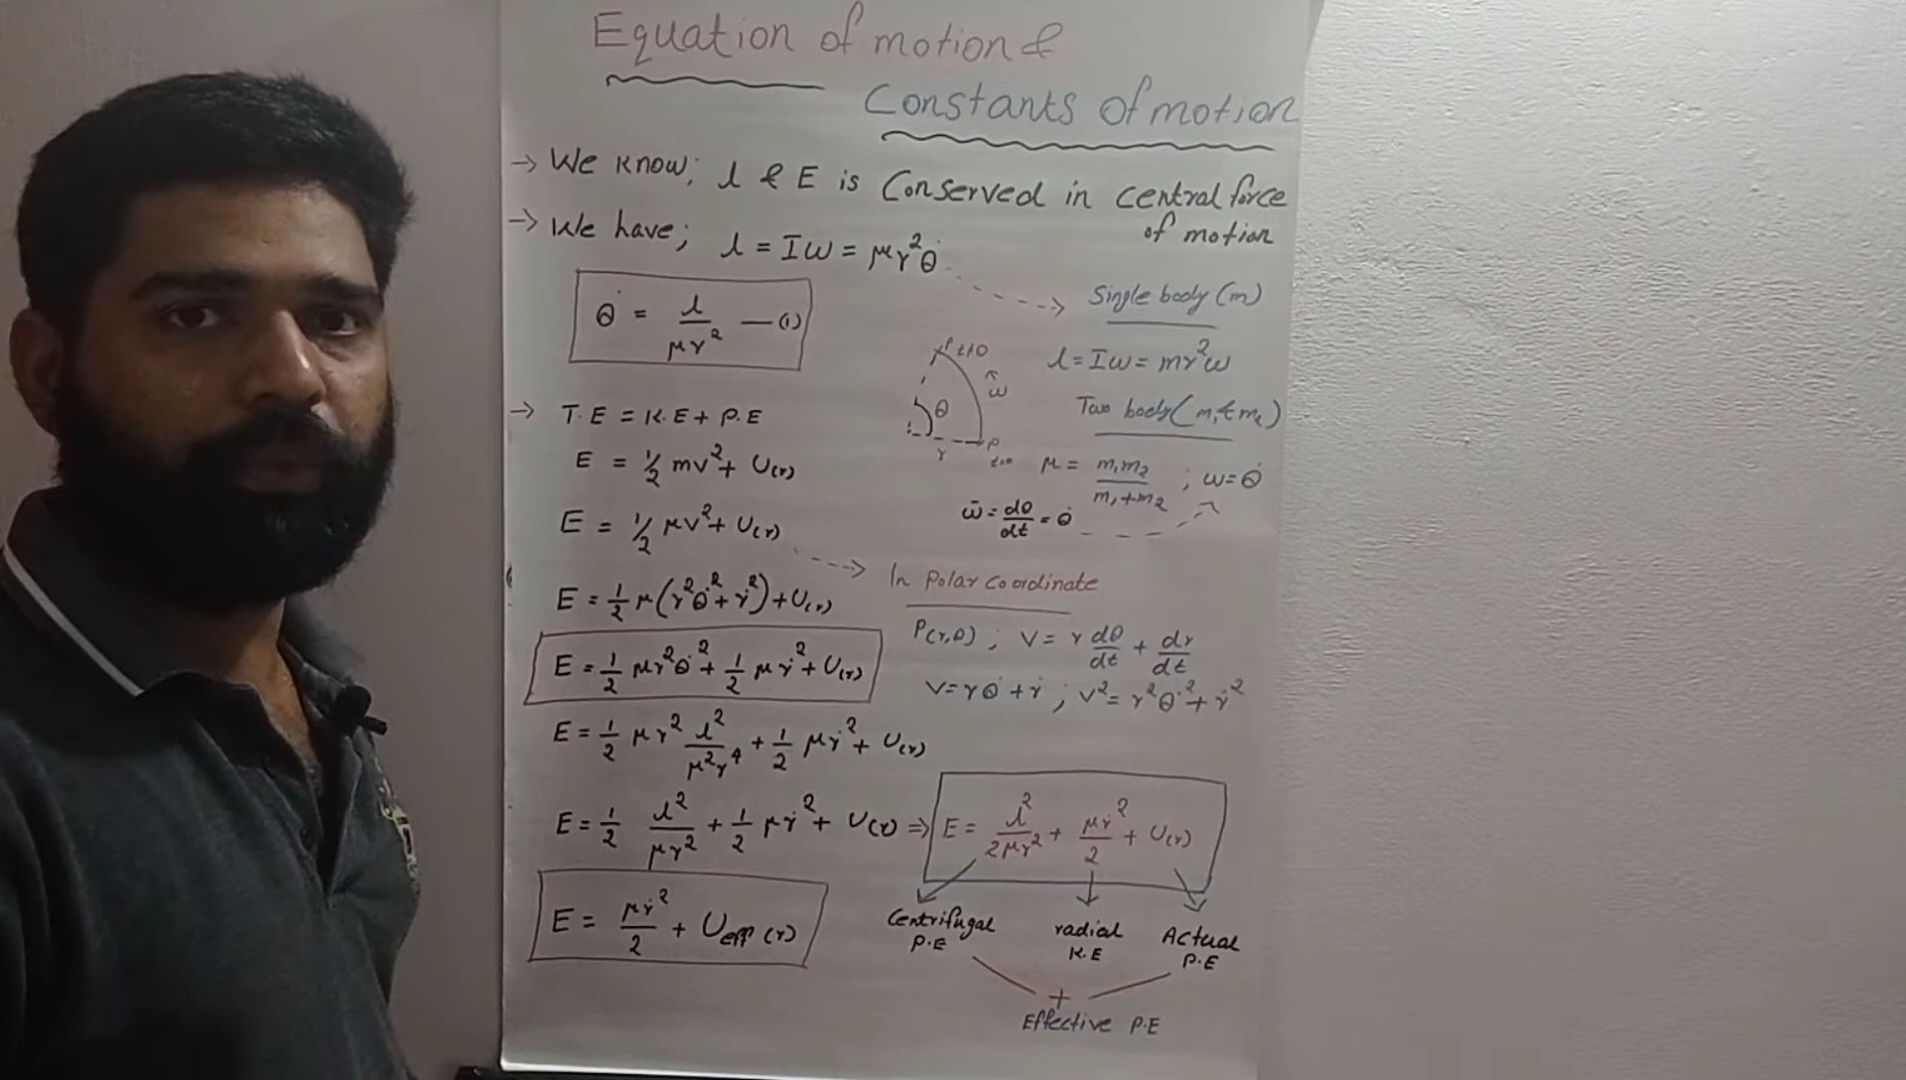 Equation of motion &
Constants of motion
→ We know; l & E is Conserved in central force
of motion
→ We have; l = Iω = μr²θ̇
θ̇ = l/μr² —(1)
Single body (m)
l = Iω = mr²ω
Two body (m₁ & m₂)
μ = m₁m₂/m₁+m₂ ; ω = θ̇
ω̄ = dθ/dt = θ̇
P t≠0
ω
θ
r
P
t=0
→ T.E = K.E + P.E
E = ½ mv² + U(r)
E = ½ μv² + U(r)
E = ½ μ(r²θ̇² + ṙ²) + U(r)
E = ½ μr²θ̇² + ½ μṙ² + U(r)
In Polar coordinate
P(r,θ) ; V = r dθ/dt + dr/dt
V = rθ̇ + ṙ ; V² = r²θ̇² + ṙ²
E = ½ μr² l²/μ²r⁴ + ½ μṙ² + U(r)
E = ½ l²/μr² + ½ μṙ² + U(r) ⇒ E = l²/2μr² + μṙ²/2 + U(r)
E = μṙ²/2 + Ueff (r)
Centrifugal P.E
radial K.E
Actual P.E
+
Effective P.E